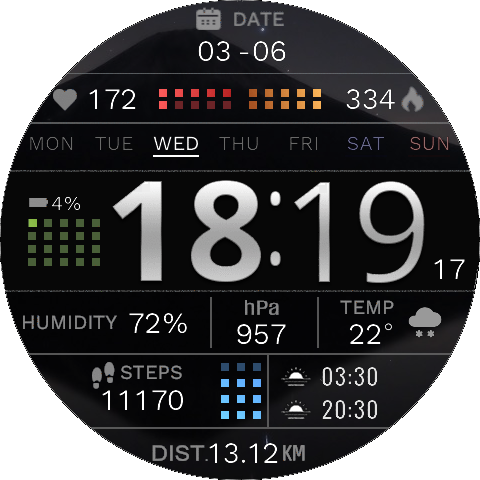 DATE
03-06
172 334
MON TUE WED THU FRI SAT SUN
4%
18:19 17
HUMIDITY 72%
hPa
957
TEMP
22°
STEPS
11170
03:30
20:30
DIST.13.12KM